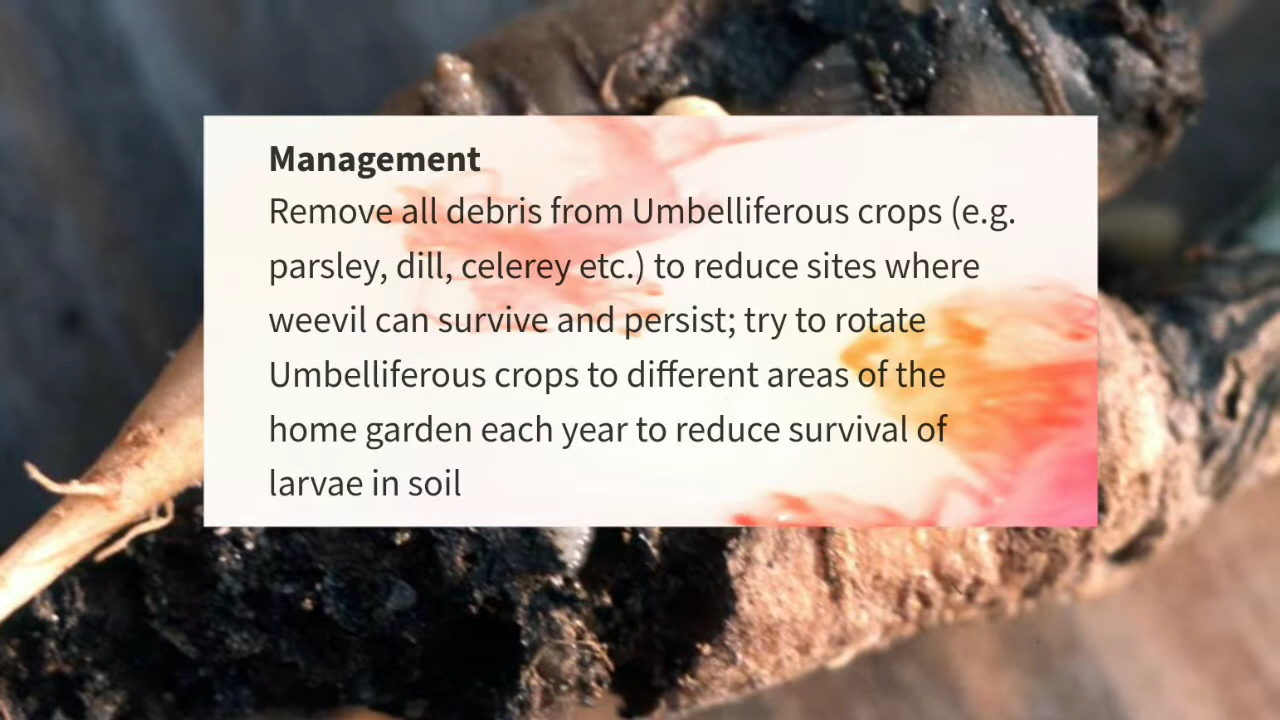 Management
Remove all debris from Umbelliferous crops (e.g.
parsley, dill, celerey etc.) to reduce sites where
weevil can survive and persist; try to rotate
Umbelliferous crops to different areas of the
home garden each year to reduce survival of
larvae in soil